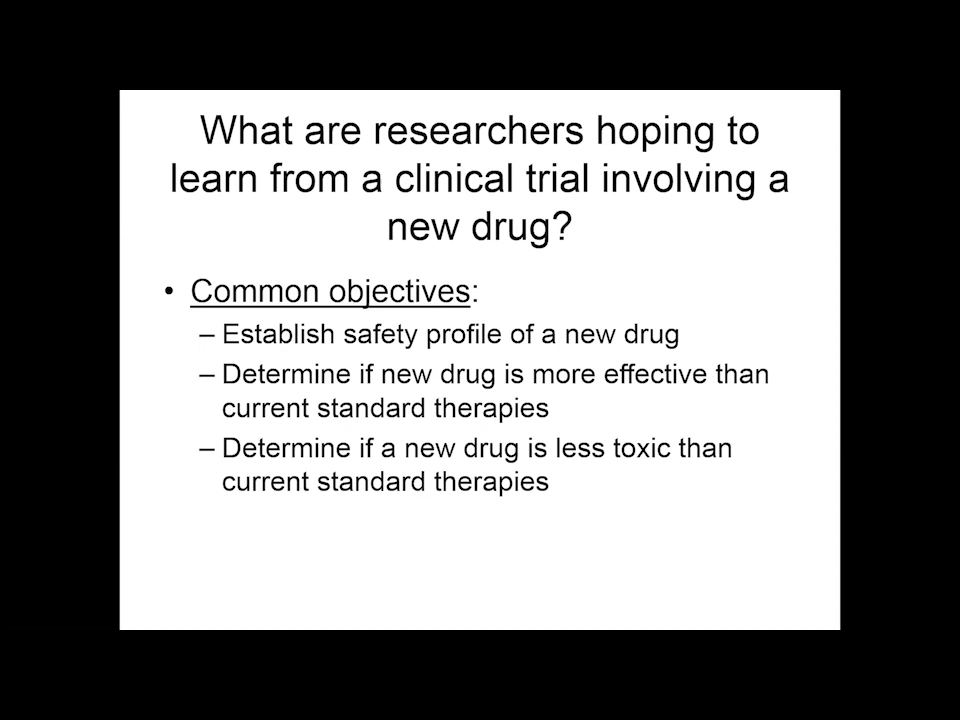 What are researchers hoping to
learn from a clinical trial involving a
new drug?
• Common objectives:
– Establish safety profile of a new drug
– Determine if new drug is more effective than
current standard therapies
– Determine if a new drug is less toxic than
current standard therapies